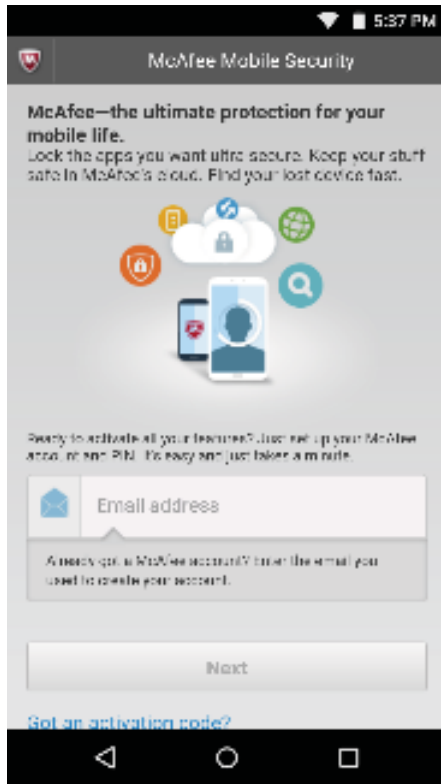 5:37 PM
McAfee Mobile Security
McAfee—the ultimate protection for your
mobile life.
Lock the apps you want ultra secure. Keep your stuff
safe in McAfee's cloud. Find your lost device fast.
Ready to activate all your features? Just set up your McAfee
account and PIN. It's easy and just takes a minute.
Email address
Already got a McAfee account? Enter the email you
used to create your account.
Next
Got an activation code?